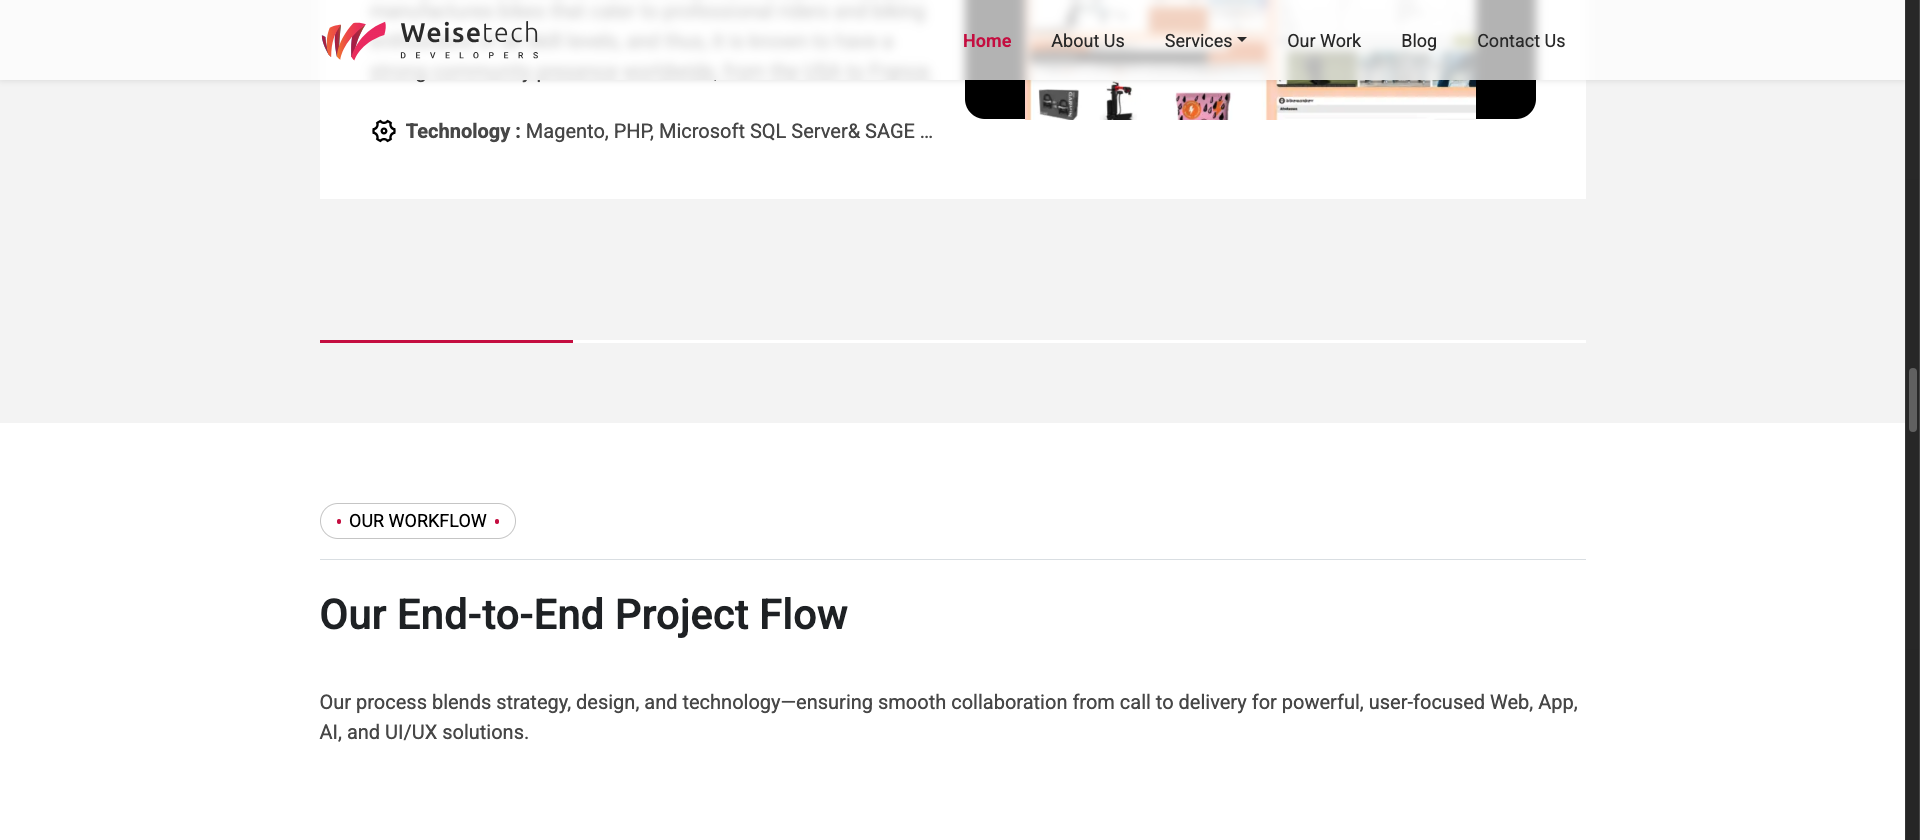 Weisetech
DEVELOPERS
Home
About Us
Services
Our Work
Blog
Contact Us
Technology : Magento, PHP, Microsoft SQL Server& SAGE ...
• OUR WORKFLOW •
Our End-to-End Project Flow
Our process blends strategy, design, and technology—ensuring smooth collaboration from call to delivery for powerful, user-focused Web, App,
AI, and UI/UX solutions.